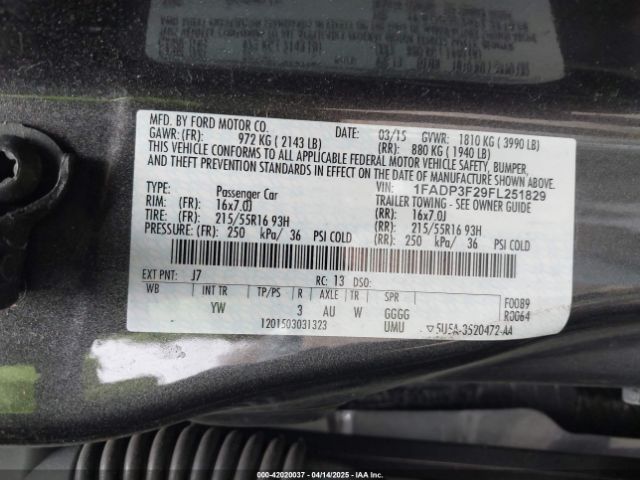 MFD. BY FORD MOTOR CO. DATE: 03/15 GVWR: 1810 KG ( 3990 LB)
GAWR: (FR): 972 KG ( 2143 LB) (RR): 880 KG ( 1940 LB)
THIS VEHICLE CONFORMS TO ALL APPLICABLE FEDERAL MOTOR VEHICLE SAFETY, BUMPER,
AND THEFT PREVENTION STANDARDS IN EFFECT ON THE DATE OF MANUFACTURE SHOWN ABOVE.
VIN: 1FADP3F29FL251829
TYPE: Passenger Car TRAILER TOWING - SEE OWNER GUIDE
RIM: (FR): 16x7.0J (RR): 16x7.0J
TIRE: (FR): 215/55R16 93H (RR): 215/55R16 93H
PRESSURE: (FR): 250 kPa/ 36 PSI COLD (RR): 250 kPa/ 36 PSI COLD
EXT PNT: J7 RC: 13 DSO:
WB INT TR TP/PS R AXLE TR SPR F0089
YW 3 AU W GGGG R0064
1201503031323 UMU ▽5U5A-3520472-AA
000-42020037 - 04/14/2025 - IAAI.CA